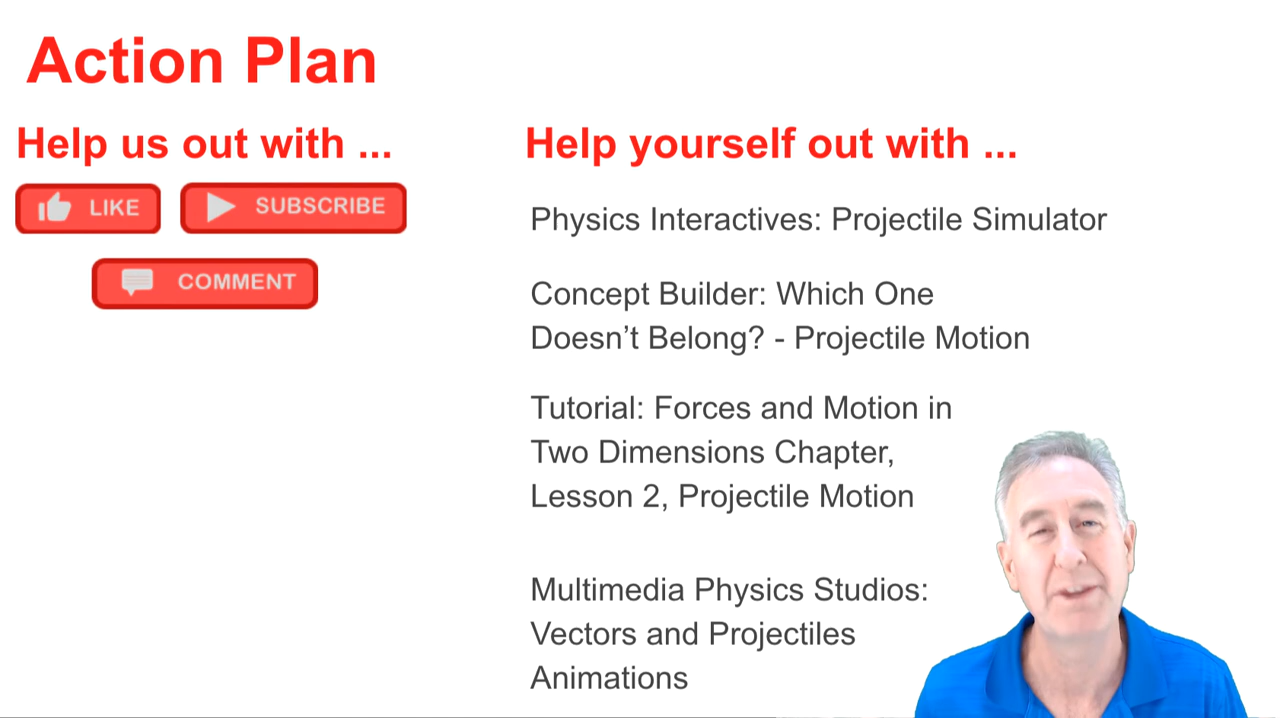 Action Plan
Help us out with ...
LIKE
SUBSCRIBE
COMMENT
Help yourself out with ...
Physics Interactives: Projectile Simulator
Concept Builder: Which One
Doesn’t Belong? - Projectile Motion
Tutorial: Forces and Motion in
Two Dimensions Chapter,
Lesson 2, Projectile Motion
Multimedia Physics Studios:
Vectors and Projectiles
Animations